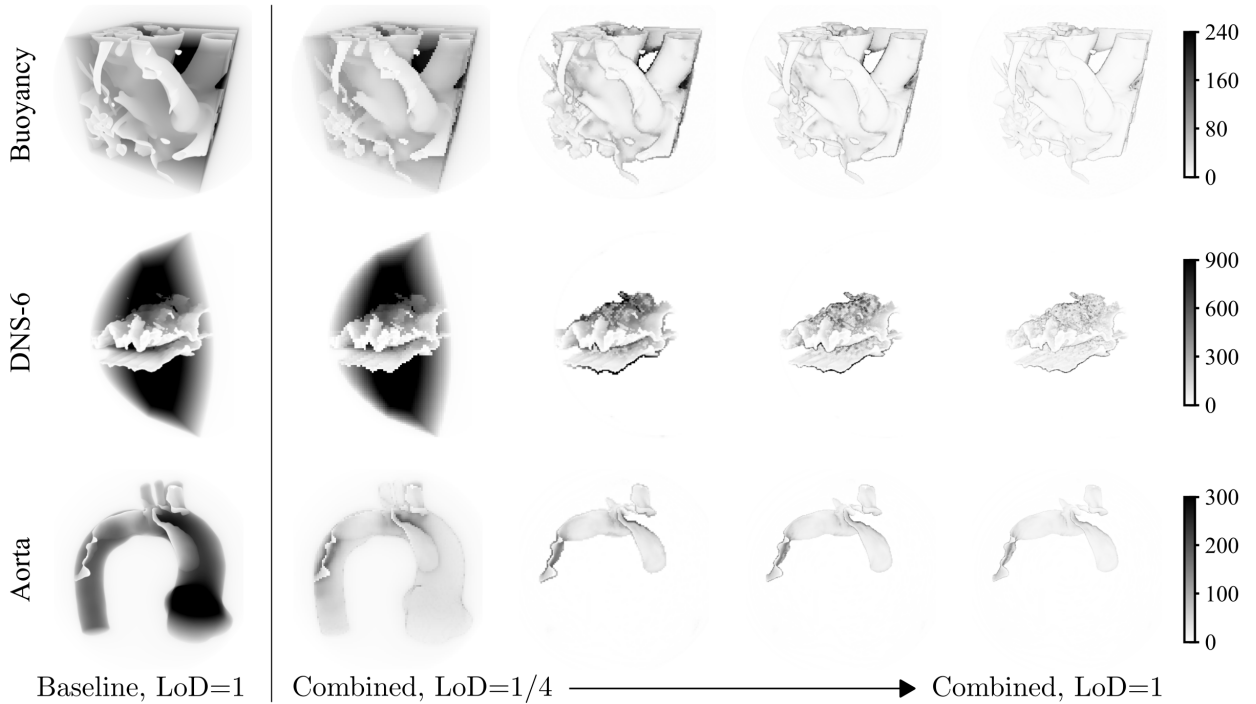 Buoyancy
240
160
80
0
DNS-6
900
600
300
0
Aorta
300
200
100
0
Baseline, LoD=1
Combined, LoD=1/4
Combined, LoD=1